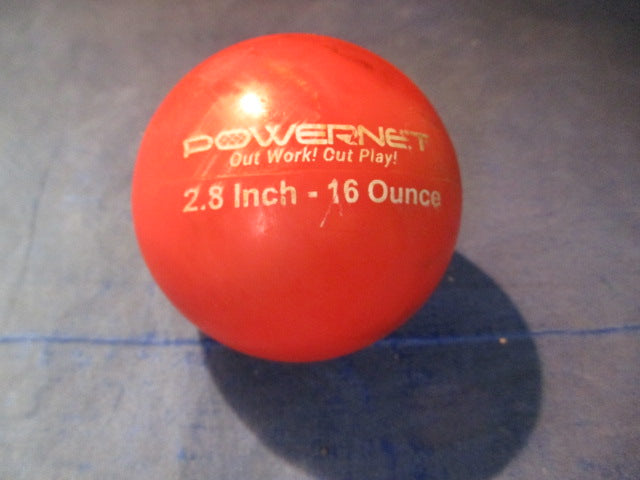 POWERNET
Out Work! Out Play!
2.8 Inch - 16 Ounce